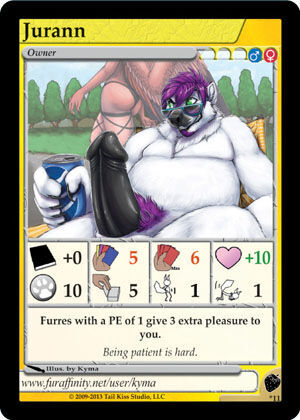 Jurann
Owner
+0 5 6 +10
Max
10 5 1 1
Furres with a PE of 1 give 3 extra pleasure to
you.
Being patient is hard.
Illus. by Kyma
www.furaffinity.net/user/kyma
© 2009-2013 Tail Kiss Studio, LLC
*11